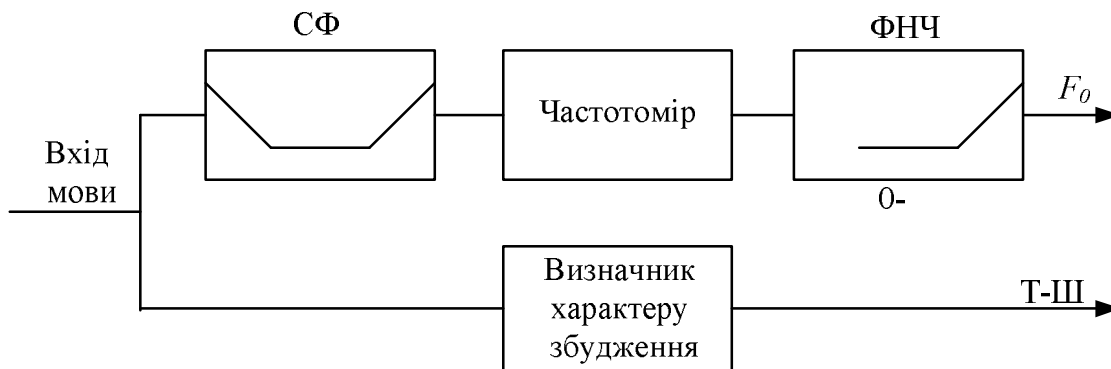 СФ
ФНЧ
Частотомір
F0
Вхід
мови
0-
Визначник
характеру
збудження
Т-Ш